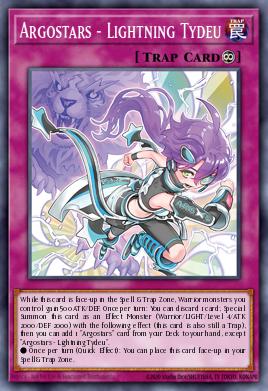 Argostars - Lightning Tydeu
TRAP
罠
[Trap Card
While this card is face-up in the Spell & Trap Zone, Warrior monsters you
control gain 500 ATK/DEF. Once per turn: You can discard 1 card; Special
Summon this card as an Effect Monster (Warrior/LIGHT/Level 4/ATK
2000/DEF 2000) with the following effect (this card is also still a Trap),
then you can add 1 "Argostars" card from your Deck to your hand, except
"Argostars - Lightning Tydeu".
● Once per turn (Quick Effect): You can place this card face-up in your
Spell & Trap Zone.